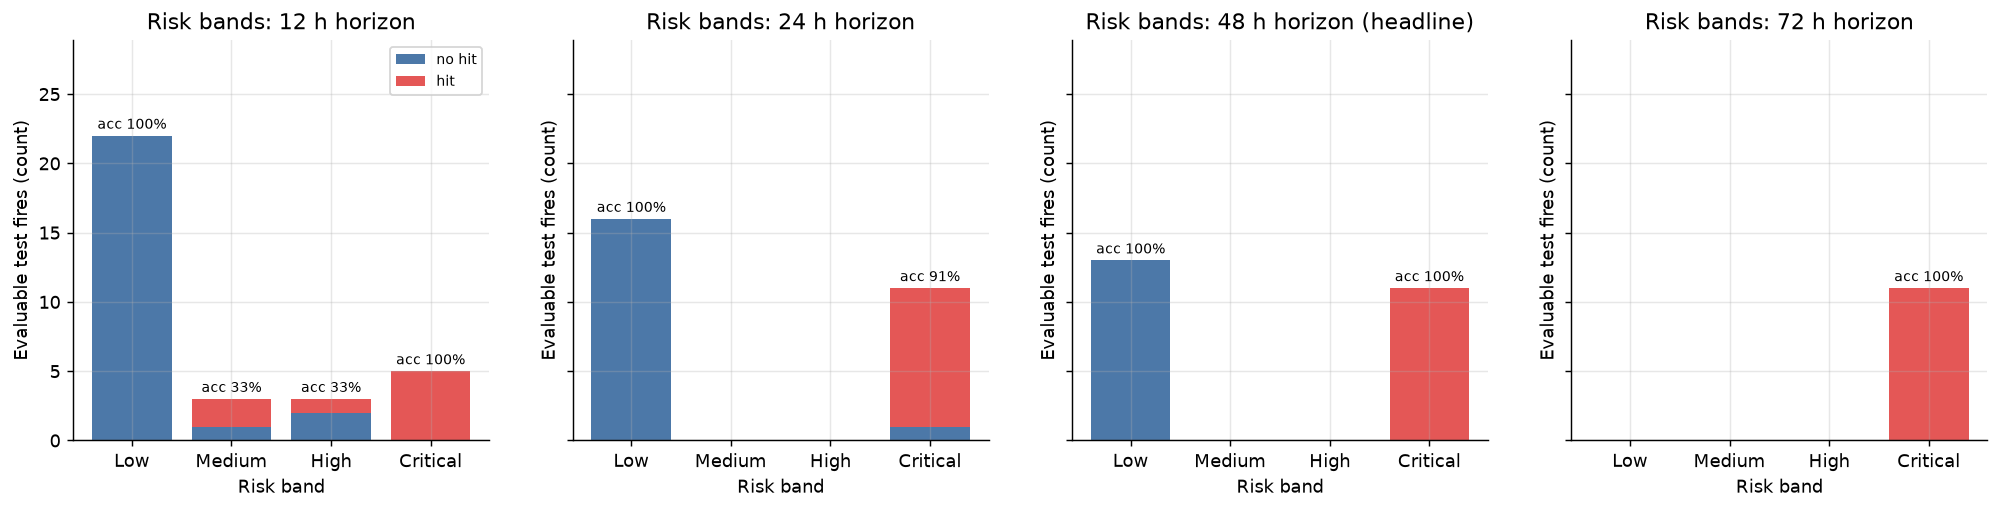 Risk bands: 12 h horizon
no hit
hit
Evaluable test fires (count)
25
20
15
10
5
0
acc 100%
acc 33%
acc 33%
acc 100%
Low
Medium
High
Critical
Risk band
Risk bands: 24 h horizon
Evaluable test fires (count)
acc 100%
acc 91%
Low
Medium
High
Critical
Risk band
Risk bands: 48 h horizon (headline)
Evaluable test fires (count)
acc 100%
acc 100%
Low
Medium
High
Critical
Risk band
Risk bands: 72 h horizon
Evaluable test fires (count)
acc 100%
Low
Medium
High
Critical
Risk band